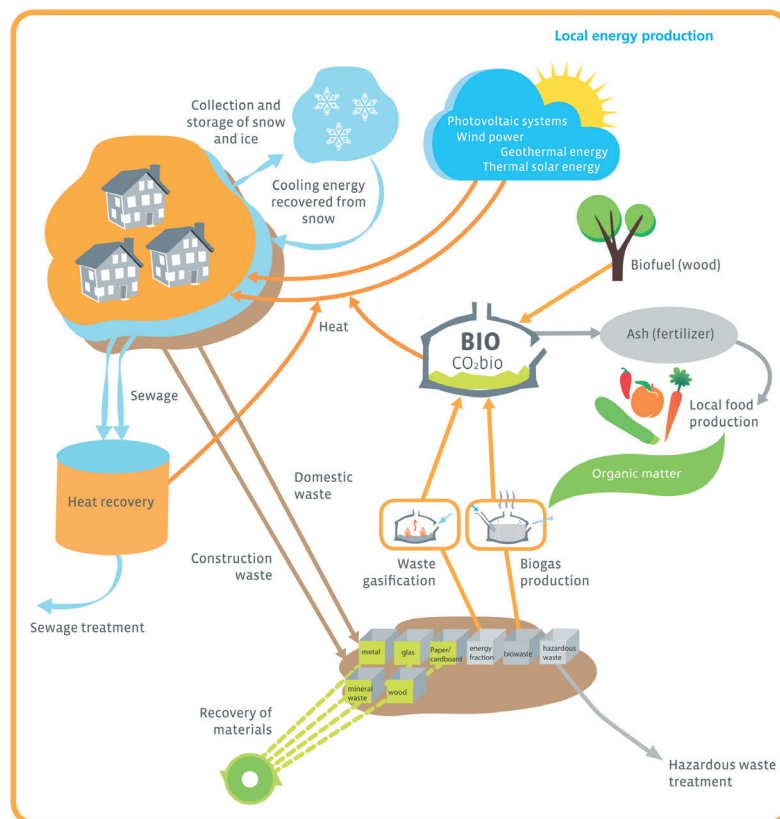 Local energy production
Collection and
storage of snow
and ice
Photovoltaic systems
Wind power
Geothermal energy
Thermal solar energy
Cooling energy
recovered from
snow
Biofuel (wood)
Heat
BIO
CO₂bio
Ash (fertilizer)
Sewage
Local food
production
Organic matter
Heat recovery
Domestic
waste
Construction
waste
Waste
gasification
Biogas
production
Sewage treatment
metal
glas
Paper/
cardboard
energy
fraction
biowaste
hazardous
waste
mineral
waste
wood
Recovery of
materials
Hazardous waste
treatment